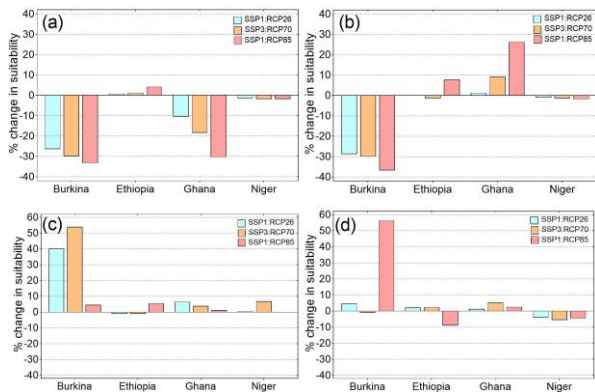 (a)
SSP1:RCP26
SSP3:RCP70
SSP1:RCP85
% change in suitability
40
30
20
10
0
-10
-20
-30
-40
Burkina Ethiopia Ghana Niger
(b)
SSP1:RCP26
SSP3:RCP70
SSP1:RCP85
% change in suitability
40
30
20
10
0
-10
-20
-30
-40
Burkina Ethiopia Ghana Niger
(c)
SSP1:RCP26
SSP3:RCP70
SSP1:RCP85
% change in suitability
60
50
40
30
20
10
0
-10
-20
-30
-40
Burkina Ethiopia Ghana Niger
(d)
SSP1:RCP26
SSP3:RCP70
SSP1:RCP85
% change in suitability
60
50
40
30
20
10
0
-10
-20
-30
-40
Burkina Ethiopia Ghana Niger